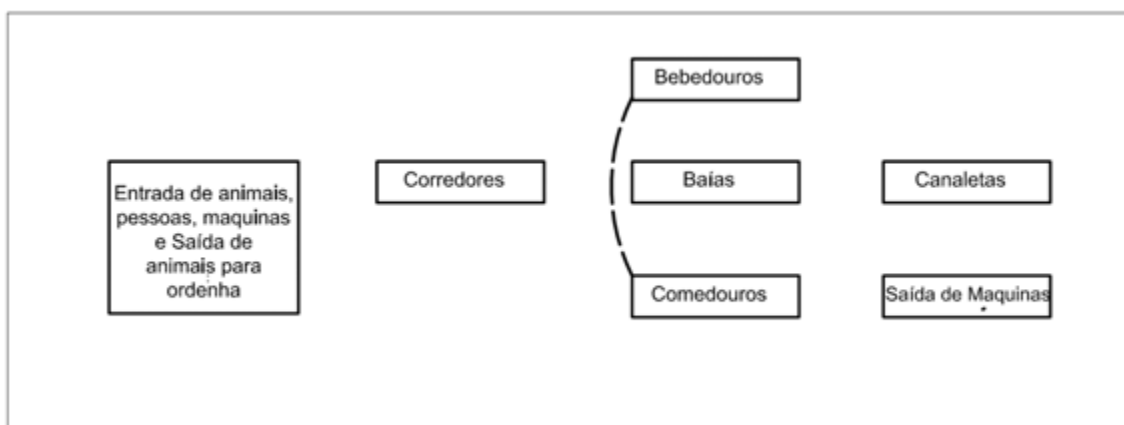 Bebedouros
Entrada de animais,
pessoas, maquinas
e Saída de
animais para
ordenha
Corredores
Baías
Canaletas
Comedouros
Saída de Maquinas